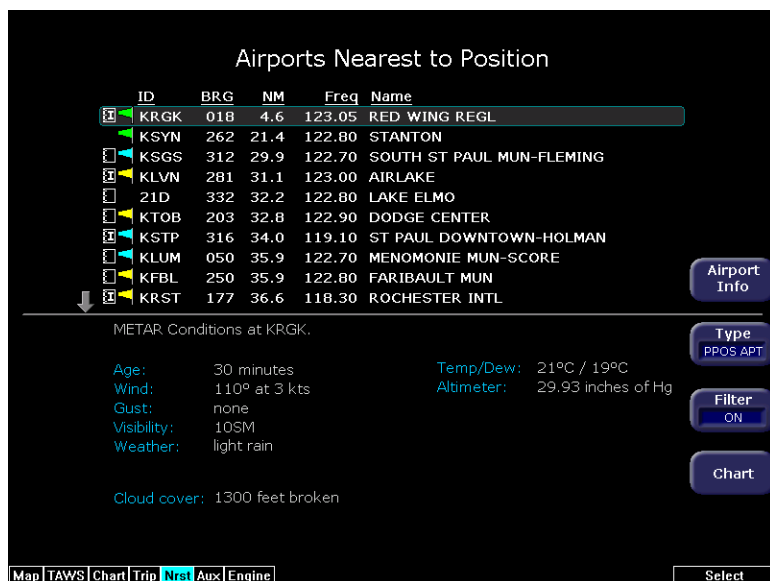 Airports Nearest to Position
ID BRG NM Freq Name
I KRGK 018 4.6 123.05 RED WING REGL
KSYN 262 21.4 122.80 STANTON
KSGS 312 29.9 122.70 SOUTH ST PAUL MUN-FLEMING
I KLVN 281 31.1 123.00 AIRLAKE
21D 332 32.2 122.80 LAKE ELMO
KTOB 203 32.8 122.90 DODGE CENTER
I KSTP 316 34.0 119.10 ST PAUL DOWNTOWN-HOLMAN
KLUM 050 35.9 122.70 MENOMONIE MUN-SCORE
KFBL 250 35.9 122.80 FARIBAULT MUN
I KRST 177 36.6 118.30 ROCHESTER INTL
Airport
Info
METAR Conditions at KRGK.
Type
PPOS APT
Age: 30 minutes Temp/Dew: 21ºC / 19ºC
Wind: 110º at 3 kts Altimeter: 29.93 inches of Hg
Gust: none
Visibility: 10SM
Weather: light rain
Filter
ON
Chart
Cloud cover: 1300 feet broken
Map TAWS Chart Trip Nrst Aux Engine Select